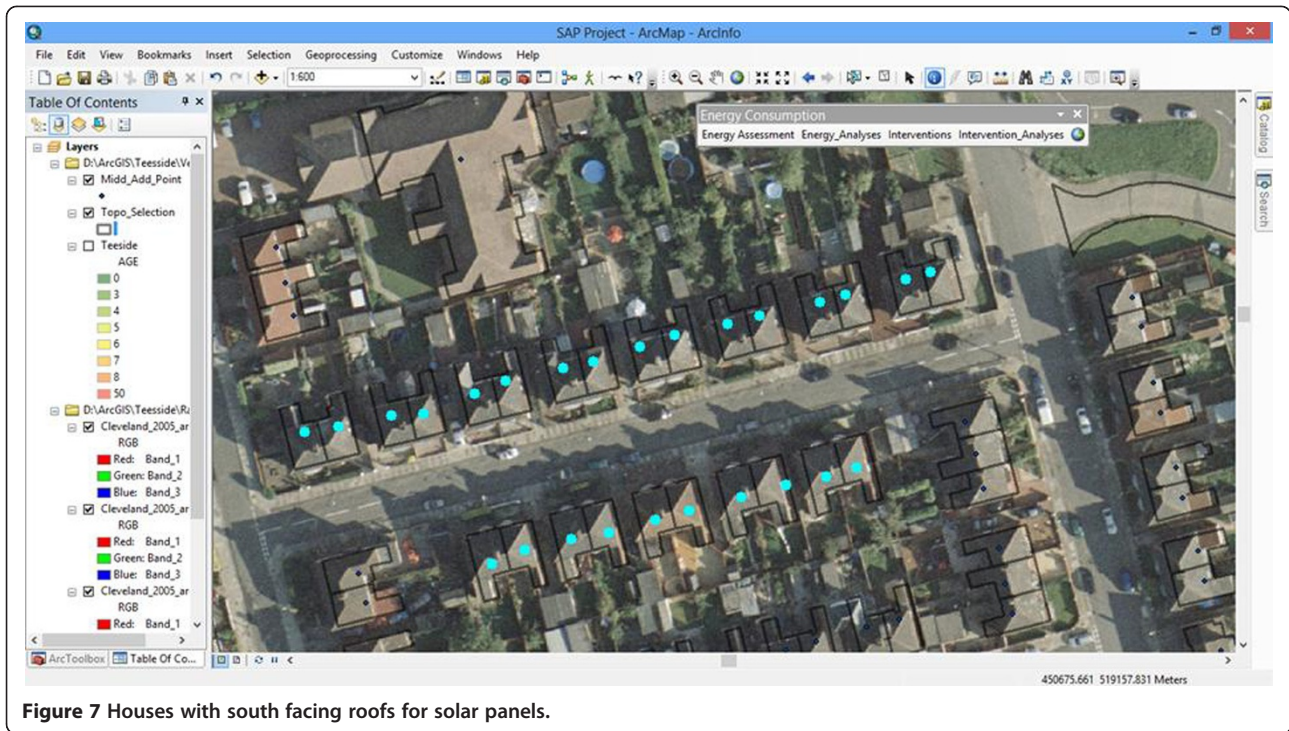 SAP Project - ArcMap - ArcInfo
File Edit View Bookmarks Insert Selection Geoprocessing Customize Windows Help
1:600
Table Of Contents
Layers
D:\ArcGIS\Teesside\Ve
Midd_Add_Point
Topo_Selection
Teeside
AGE
0
3
4
5
6
7
8
50
D:\ArcGIS\Teesside\Ra
Cleveland_2005_ar
RGB
Red: Band_1
Green: Band_2
Blue: Band_3
Cleveland_2005_ar
RGB
Red: Band_1
Green: Band_2
Blue: Band_3
Cleveland_2005_ar
RGB
Red: Band_1
ArcToolbox Table Of Co...
Energy Consumption
Energy Assessment Energy_Analyses Interventions Intervention_Analyses
Catalog
Search
450675.661 519157.831 Meters
Figure 7 Houses with south facing roofs for solar panels.